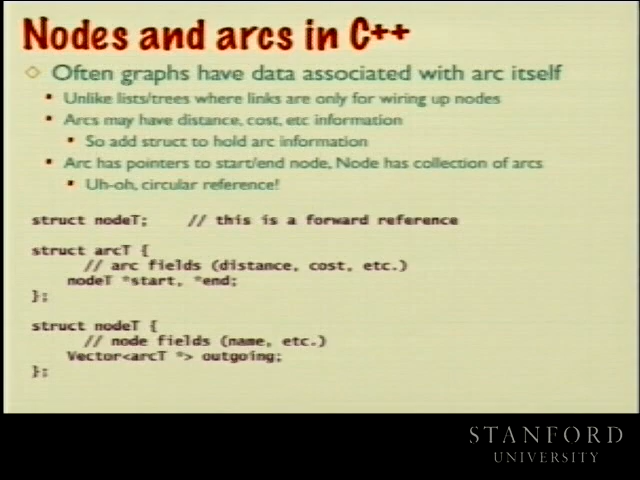 Nodes and arcs in C++
Often graphs have data associated with arc itself
Unlike lists/trees where links are only for wiring up nodes
Arcs may have distance, cost, etc information
So add struct to hold arc information
Arc has pointers to start/end node, Node has collection of arcs
Uh-oh, circular reference!
struct nodeT; // this is a forward reference
struct arcT {
// arc fields (distance, cost, etc.)
nodeT *start, *end;
};
struct nodeT {
// node fields (name, etc.)
Vector<arcT *> outgoing;
};
STANFORD
UNIVERSITY